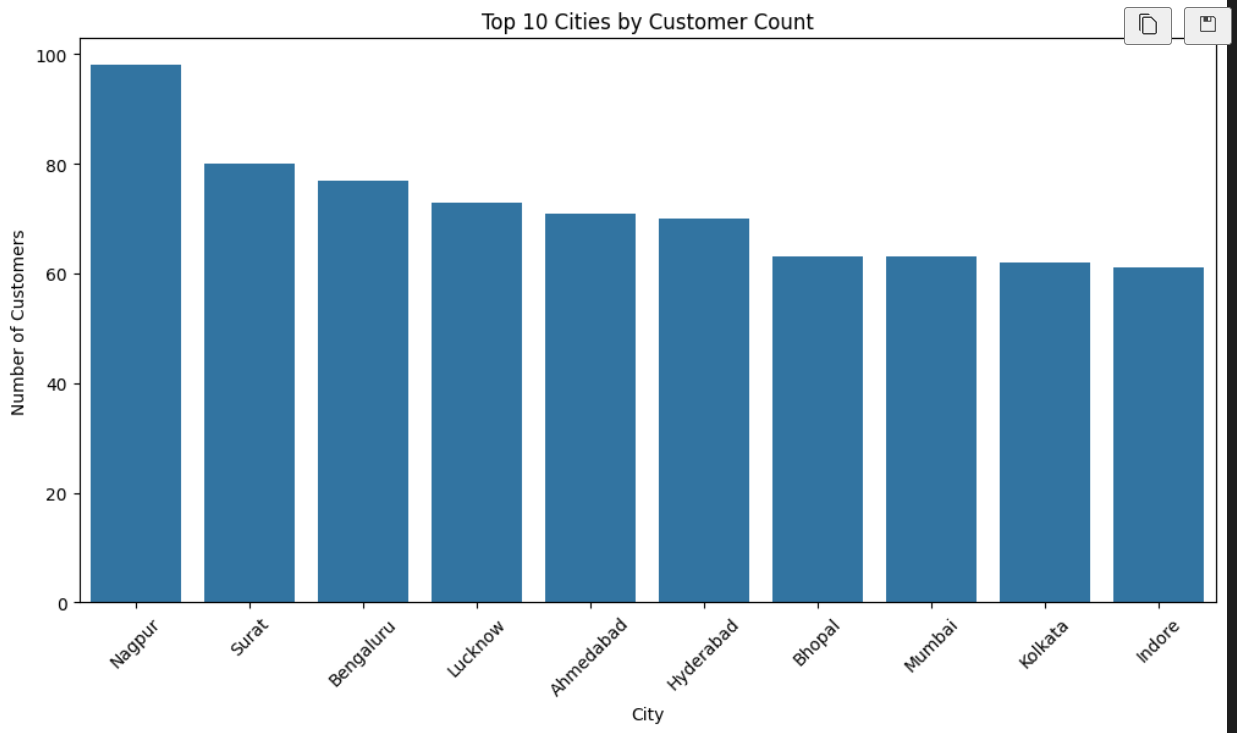 Top 10 Cities by Customer Count
Number of Customers
100
80
60
40
20
0
Nagpur
Surat
Bengaluru
Lucknow
Ahmedabad
Hyderabad
Bhopal
Mumbai
Kolkata
Indore
City